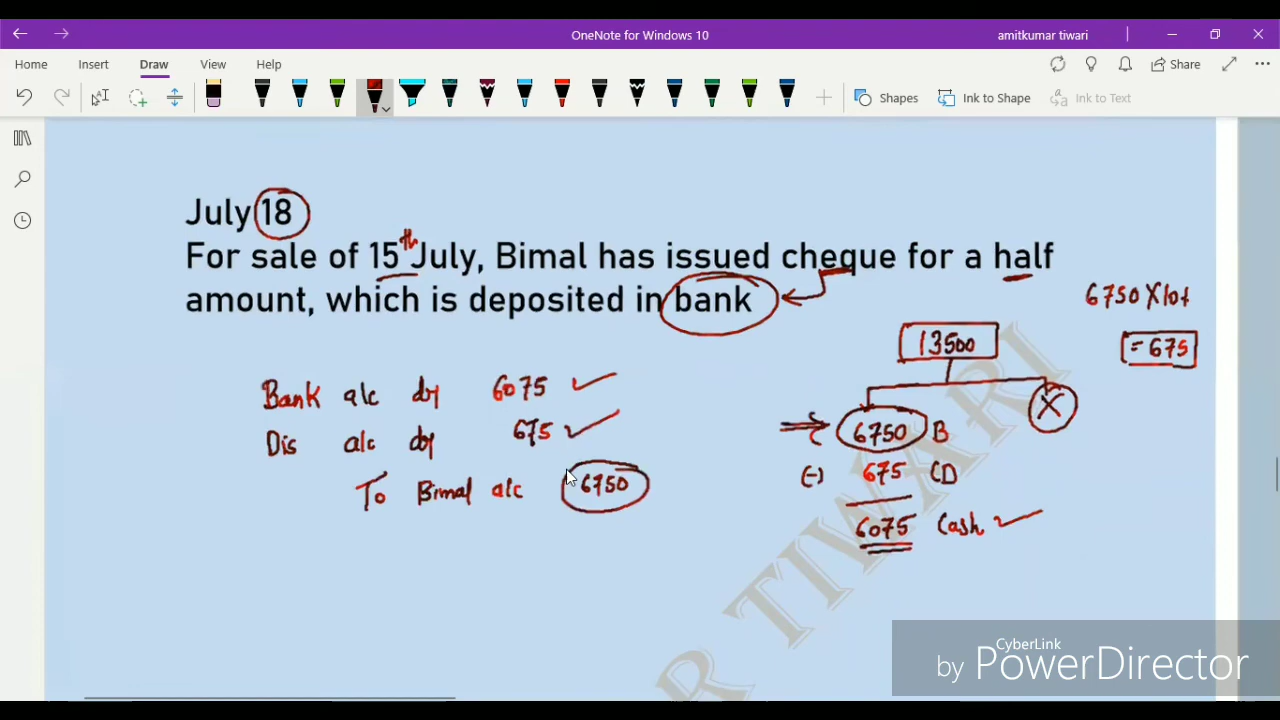 OneNote for Windows 10
amitkumar tiwari
Home Insert Draw View Help
Share
Shapes
Ink to Shape
Ink to Text
July 18
For sale of 15th July, Bimal has issued cheque for a half
amount, which is deposited in bank
6750 X
= 675
13500
Bank a/c dr 6075
Dis a/c dr 675
To Bimal a/c 6750
X
6750 B
(-) 675 CD
6075 Cash
TIWARI
CyberLink
by PowerDirector